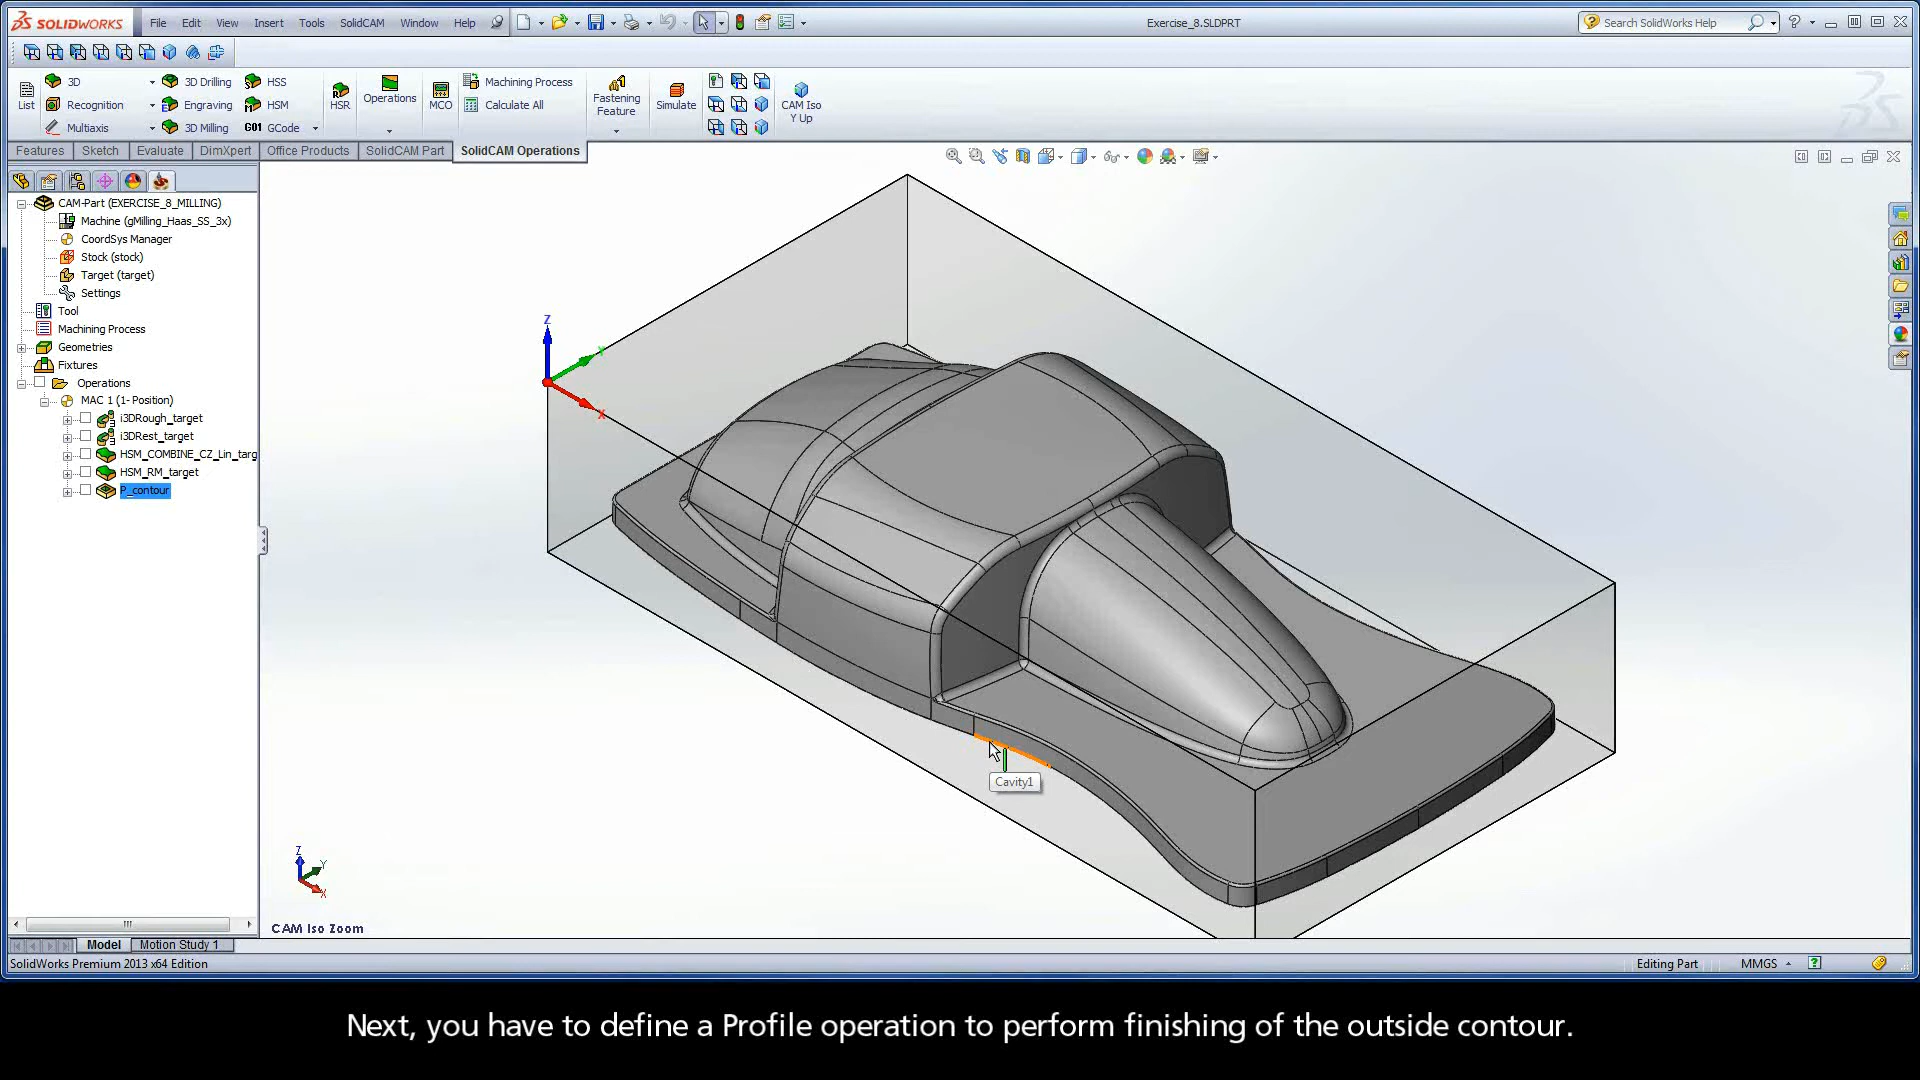 SOLIDWORKS File Edit View Insert Tools SolidCAM Window Help Exercise_8.SLDPRT Search SolidWorks Help
List 3D 3D Drilling HSS HSR Operations MCO Machining Process Fastening Feature Simulate CAM Iso Y Up
Recognition Engraving HSM Calculate All
Multiaxis 3D Milling G01 GCode
Features Sketch Evaluate DimXpert Office Products SolidCAM Part SolidCAM Operations
CAM-Part (EXERCISE_8_MILLING)
Machine (gMilling_Haas_SS_3x)
CoordSys Manager
Stock (stock)
Target (target)
Settings
Tool
Machining Process
Geometries
Fixtures
Operations
MAC 1 (1- Position)
i3DRough_target
i3DRest_target
HSM_COMBINE_CZ_Lin_targ
HSM_RM_target
P_contour
Z
Y
X
Cavity1
Z
Y
X
CAM Iso Zoom
Model Motion Study 1
SolidWorks Premium 2013 x64 Edition Editing Part MMGS
Next, you have to define a Profile operation to perform finishing of the outside contour.